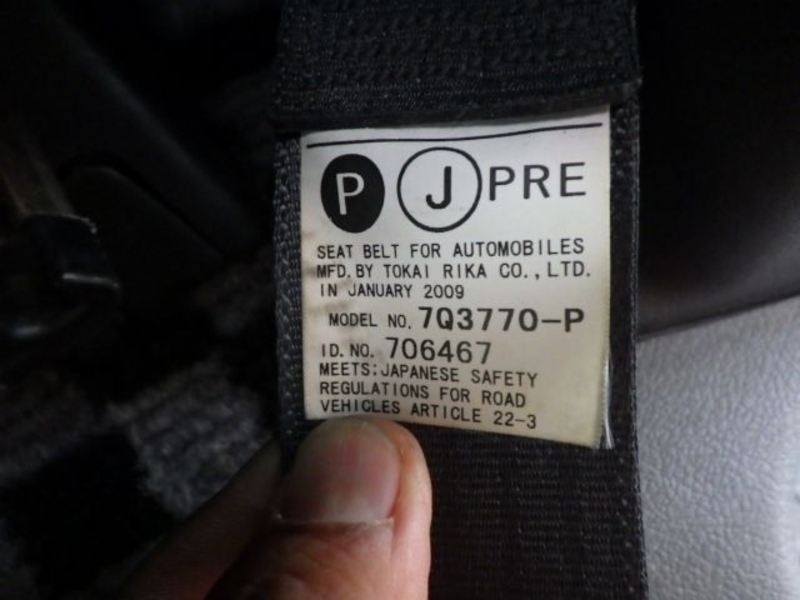 P J PRE
SEAT BELT FOR AUTOMOBILES
MFD. BY TOKAI RIKA CO., LTD.
IN JANUARY 2009
MODEL NO. 7Q3770-P
ID. NO. 706467
MEETS: JAPANESE SAFETY
REGULATIONS FOR ROAD
VEHICLES ARTICLE 22-3